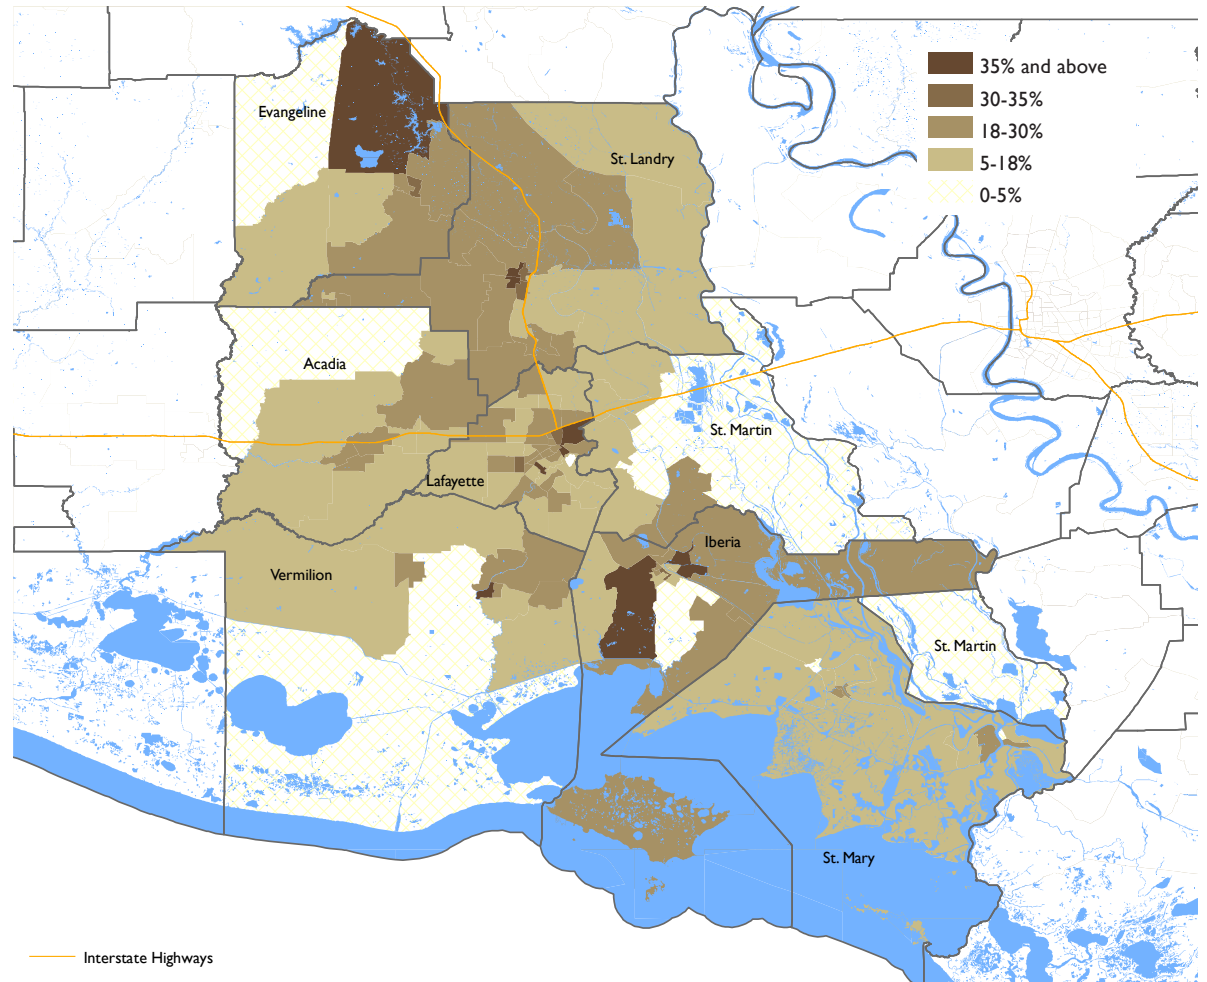 35% and above
30-35%
18-30%
5-18%
0-5%
Evangeline
St. Landry
Acadia
St. Martin
Lafayette
Iberia
Vermilion
St. Martin
St. Mary
Interstate Highways